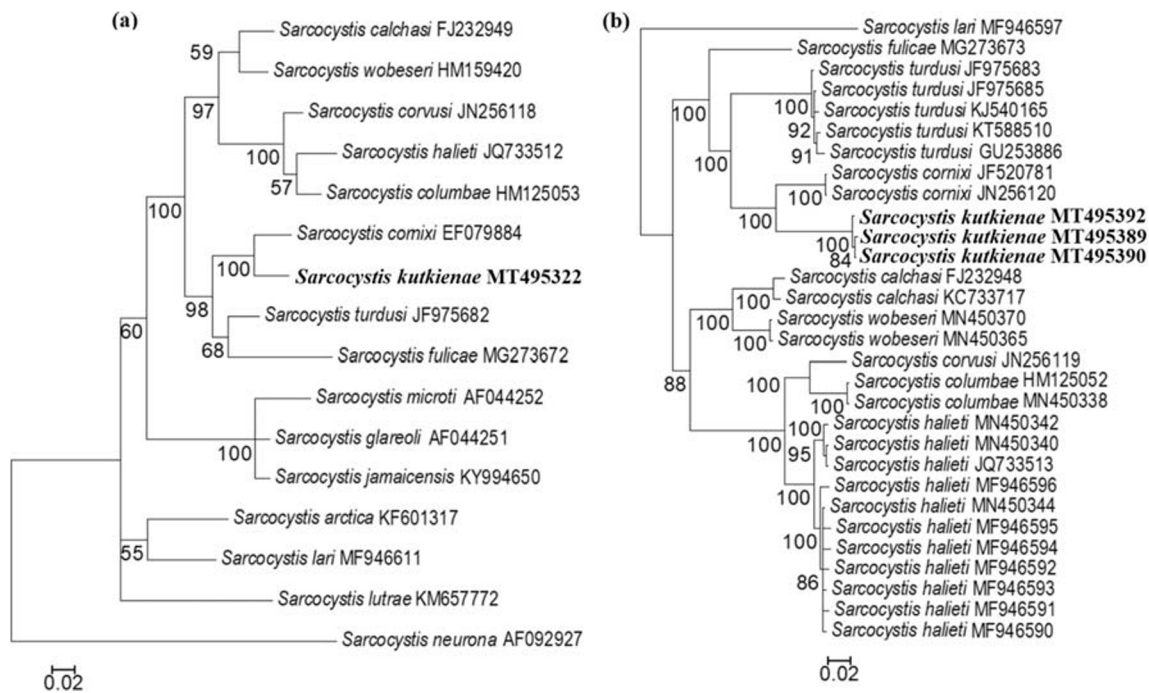 (a)
Sarcocystis calchasi FJ232949
59
Sarcocystis wobeseri HM159420
97
Sarcocystis corvusi JN256118
100
Sarcocystis halieti JQ733512
57
Sarcocystis columbae HM125053
100
Sarcocystis cornixi EF079884
100
Sarcocystis kutkienae MT495322
98
Sarcocystis turdusi JF975682
60
68
Sarcocystis fulicae MG273672
Sarcocystis microti AF044252
Sarcocystis glareoli AF044251
100
Sarcocystis jamaicensis KY994650
Sarcocystis arctica KF601317
55
Sarcocystis lari MF946611
Sarcocystis lutrae KM657772
Sarcocystis neurona AF092927
0.02
(b)
Sarcocystis lari MF946597
Sarcocystis fulicae MG273673
Sarcocystis turdusi JF975683
Sarcocystis turdusi JF975685
100
100
Sarcocystis turdusi KJ540165
92
Sarcocystis turdusi KT588510
91
Sarcocystis turdusi GU253886
100
Sarcocystis cornixi JF520781
100
Sarcocystis cornixi JN256120
Sarcocystis kutkienae MT495392
100
100
Sarcocystis kutkienae MT495389
84
Sarcocystis kutkienae MT495390
Sarcocystis calchasi FJ232948
100
Sarcocystis calchasi KC733717
100
Sarcocystis wobeseri MN450370
100
Sarcocystis wobeseri MN450365
Sarcocystis corvusi JN256119
88
100
Sarcocystis columbae HM125052
100
Sarcocystis columbae MN450338
100
Sarcocystis halieti MN450342
100
Sarcocystis halieti MN450340
95
Sarcocystis halieti JQ733513
Sarcocystis halieti MF946596
100
Sarcocystis halieti MN450344
Sarcocystis halieti MF946595
100
Sarcocystis halieti MF946594
Sarcocystis halieti MF946592
86
Sarcocystis halieti MF946593
Sarcocystis halieti MF946591
Sarcocystis halieti MF946590
0.02